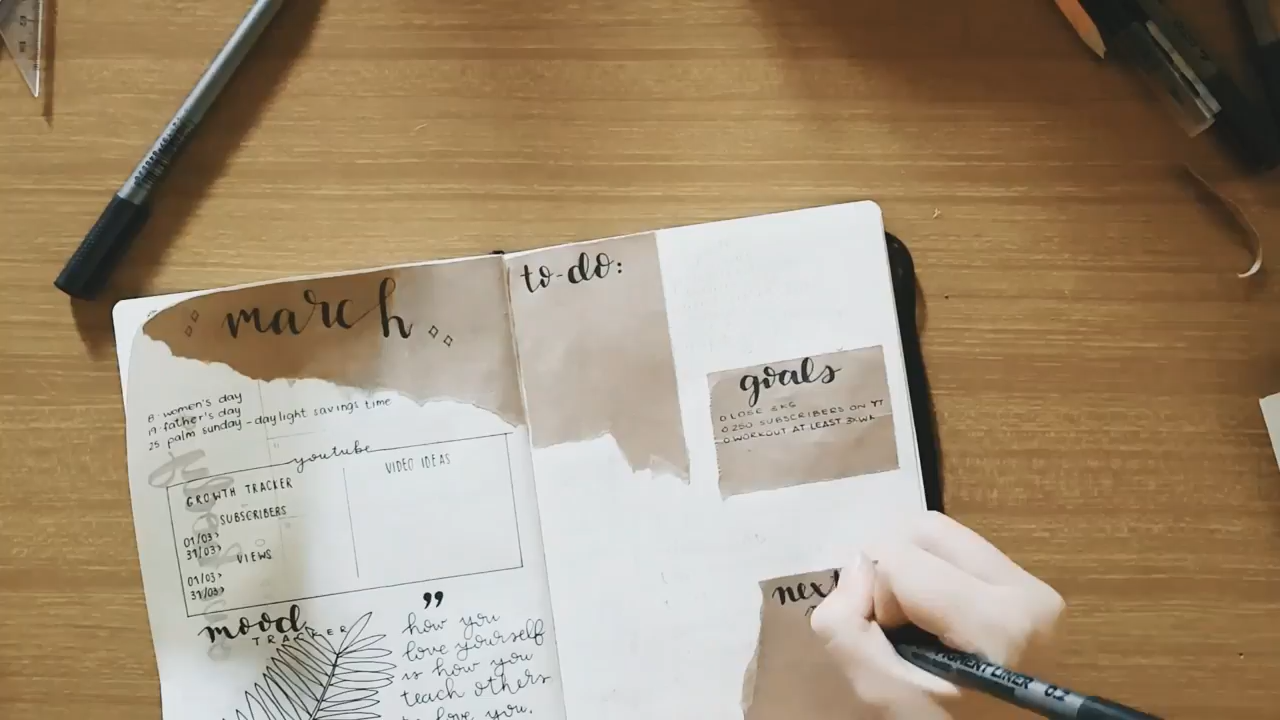 march
8-women's day
19-father's day
25 palm sunday - daylight savings time
youtube
GROWTH TRACKER
SUBSCRIBERS
01/03>
31/03>
VIEWS
01/03>
31/03>
VIDEO IDEAS
mood
TRACKER
"
how you
love yourself
is how you
teach others
to love you.
to-do:
goals
O LOSE 3KG
O 250 SUBSCRIBERS ON YT
O WORKOUT AT LEAST 3X WK
next
PIGMENT LINER 0.2